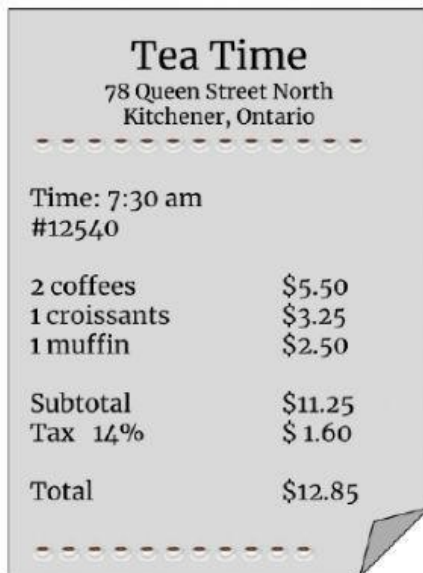 Tea Time
78 Queen Street North
Kitchener, Ontario
Time: 7:30 am
#12540
2 coffees $5.50
1 croissants $3.25
1 muffin $2.50
Subtotal $11.25
Tax 14% $ 1.60
Total $12.85